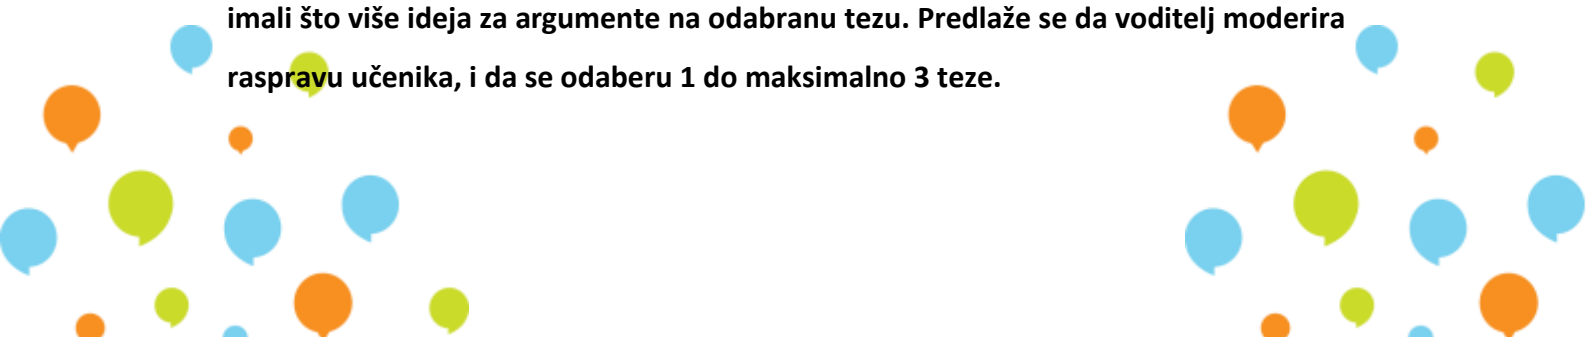 imali što više ideja za argumente na odabranu tezu. Predlaže se da voditelj moderira
raspravu učenika, i da se odaberu 1 do maksimalno 3 teze.